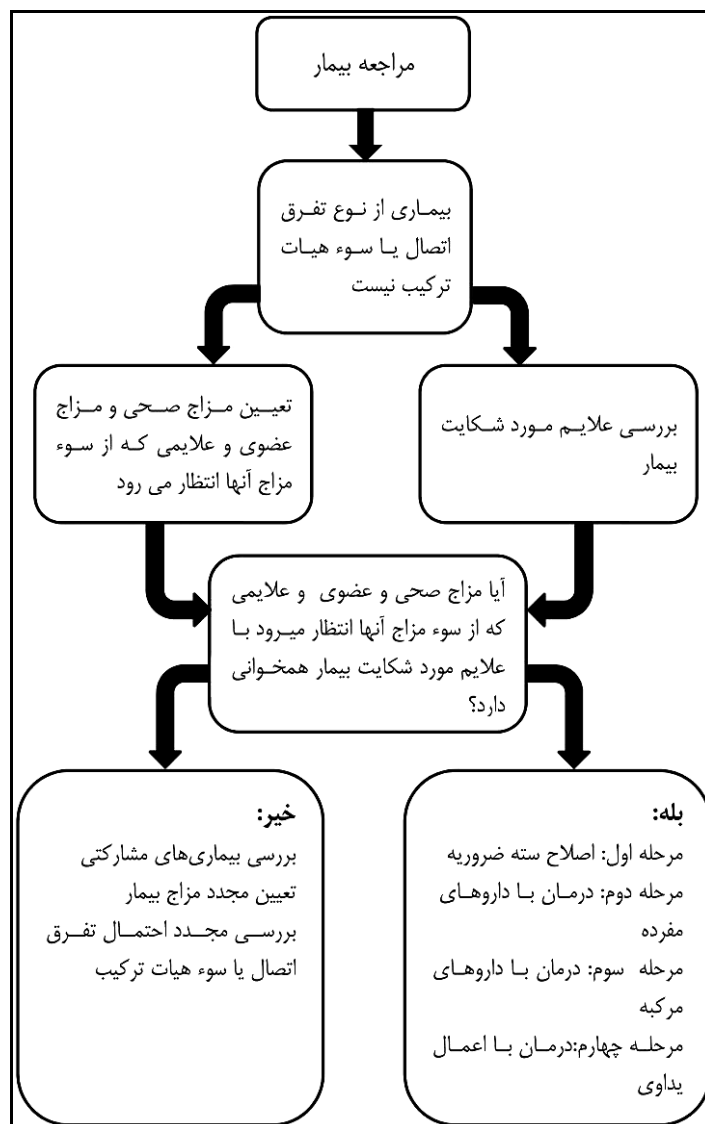 مراجعه بیمار
بیماری از نوع تفرق
اتصال یا سوء هیات
ترکیب نیست
تعیین مزاج صحی و مزاج
عضوی و علایمی که از سوء
مزاج آنها انتظار می رود
بررسی علایم مورد شکایت
بیمار
آیا مزاج صحی و عضوی و علایمی
که از سوء مزاج آنها انتظار میرود با
علایم مورد شکایت بیمار همخوانی
دارد؟
بله:
مرحله اول: اصلاح سته ضروریه
مرحله دوم: درمان با داروهای
مفرده
مرحله سوم: درمان با داروهای
مرکبه
مرحله چهارم:درمان با اعمال
یداوی
خیر:
بررسی بیماری‌های مشارکتی
تعیین مجدد مزاج بیمار
بررسی مجدد احتمال تفرق
اتصال یا سوء هیات ترکیب